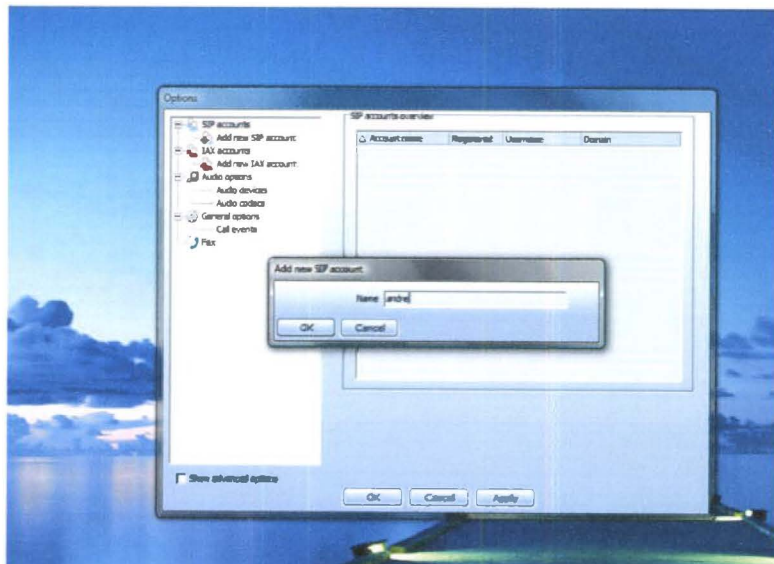 Options
SIP accounts
Add new SIP account
IAX accounts
Add new IAX account
Audio options
Audio devices
Audio codecs
General options
Call events
Fax
SIP accounts overview
Account name Registered Username Domain
Add new SIP account
Name andre
OK Cancel
Show advanced options
OK Cancel Apply